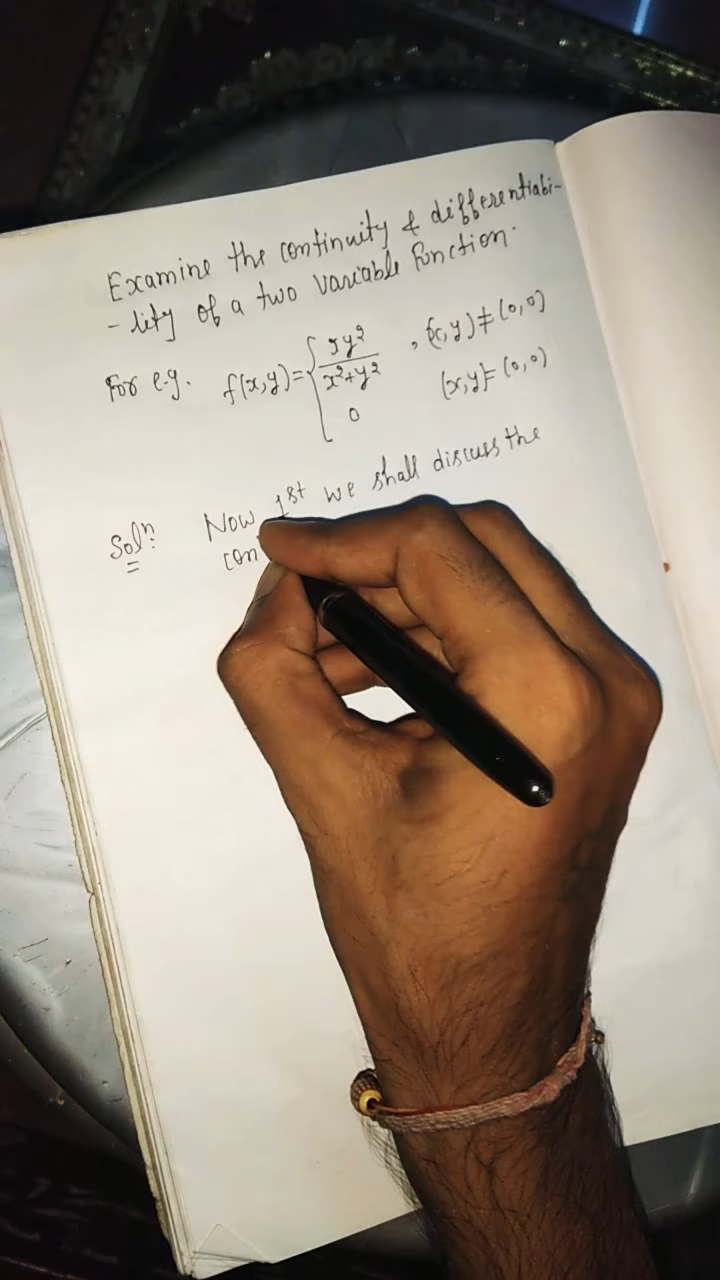 Examine the continuity & differentiabi-
- lity of a two variable function.
For e.g. f(x,y) = { xy²/x²+y² , (x,y) ≠ (0,0)
0 (x,y) = (0,0)
Solⁿ: Now 1st we shall discuss the
con